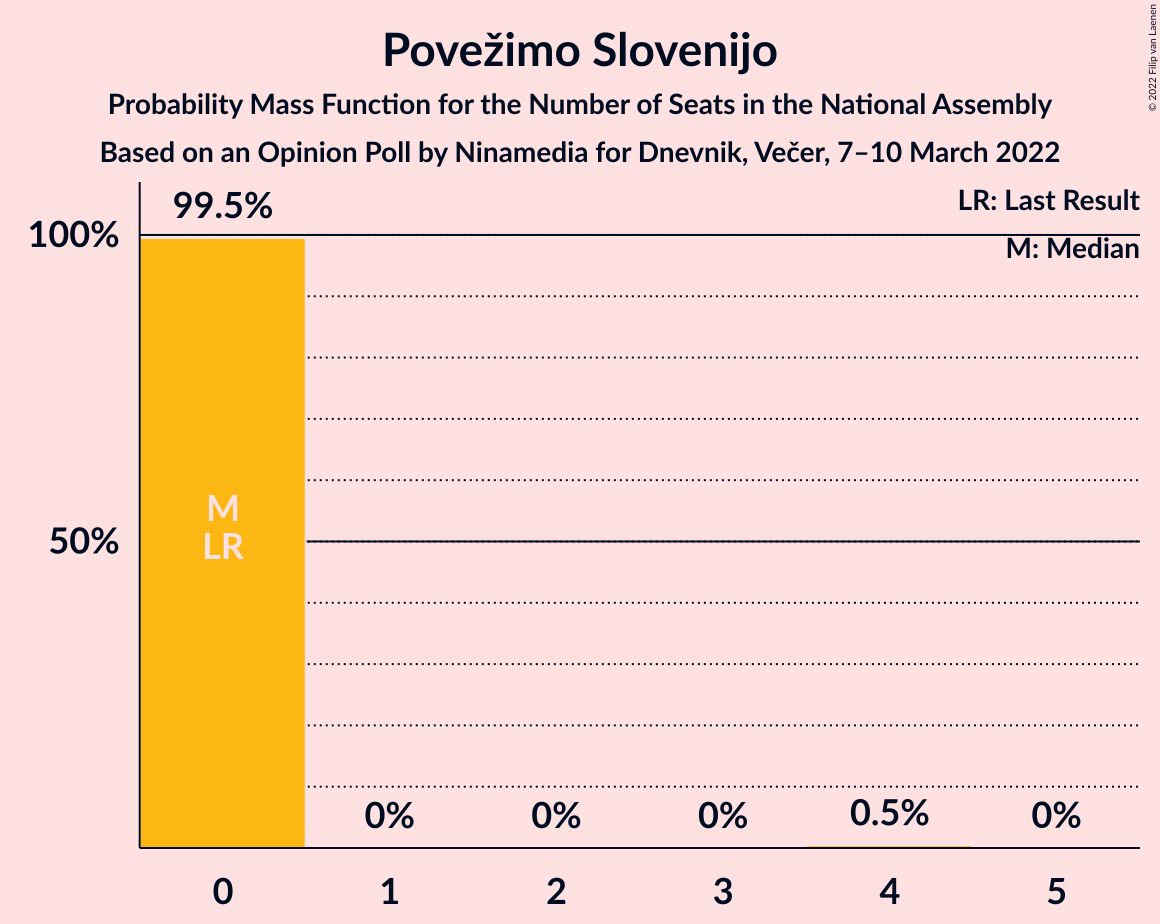 Povežimo Slovenijo
Probability Mass Function for the Number of Seats in the National Assembly
Based on an Opinion Poll by Ninamedia for Dnevnik, Večer, 7–10 March 2022
© 2022 Filip van Laenen
LR: Last Result
M: Median
99.5%
100%
50%
M
LR
0%
0%
0%
0.5%
0%
0
1
2
3
4
5